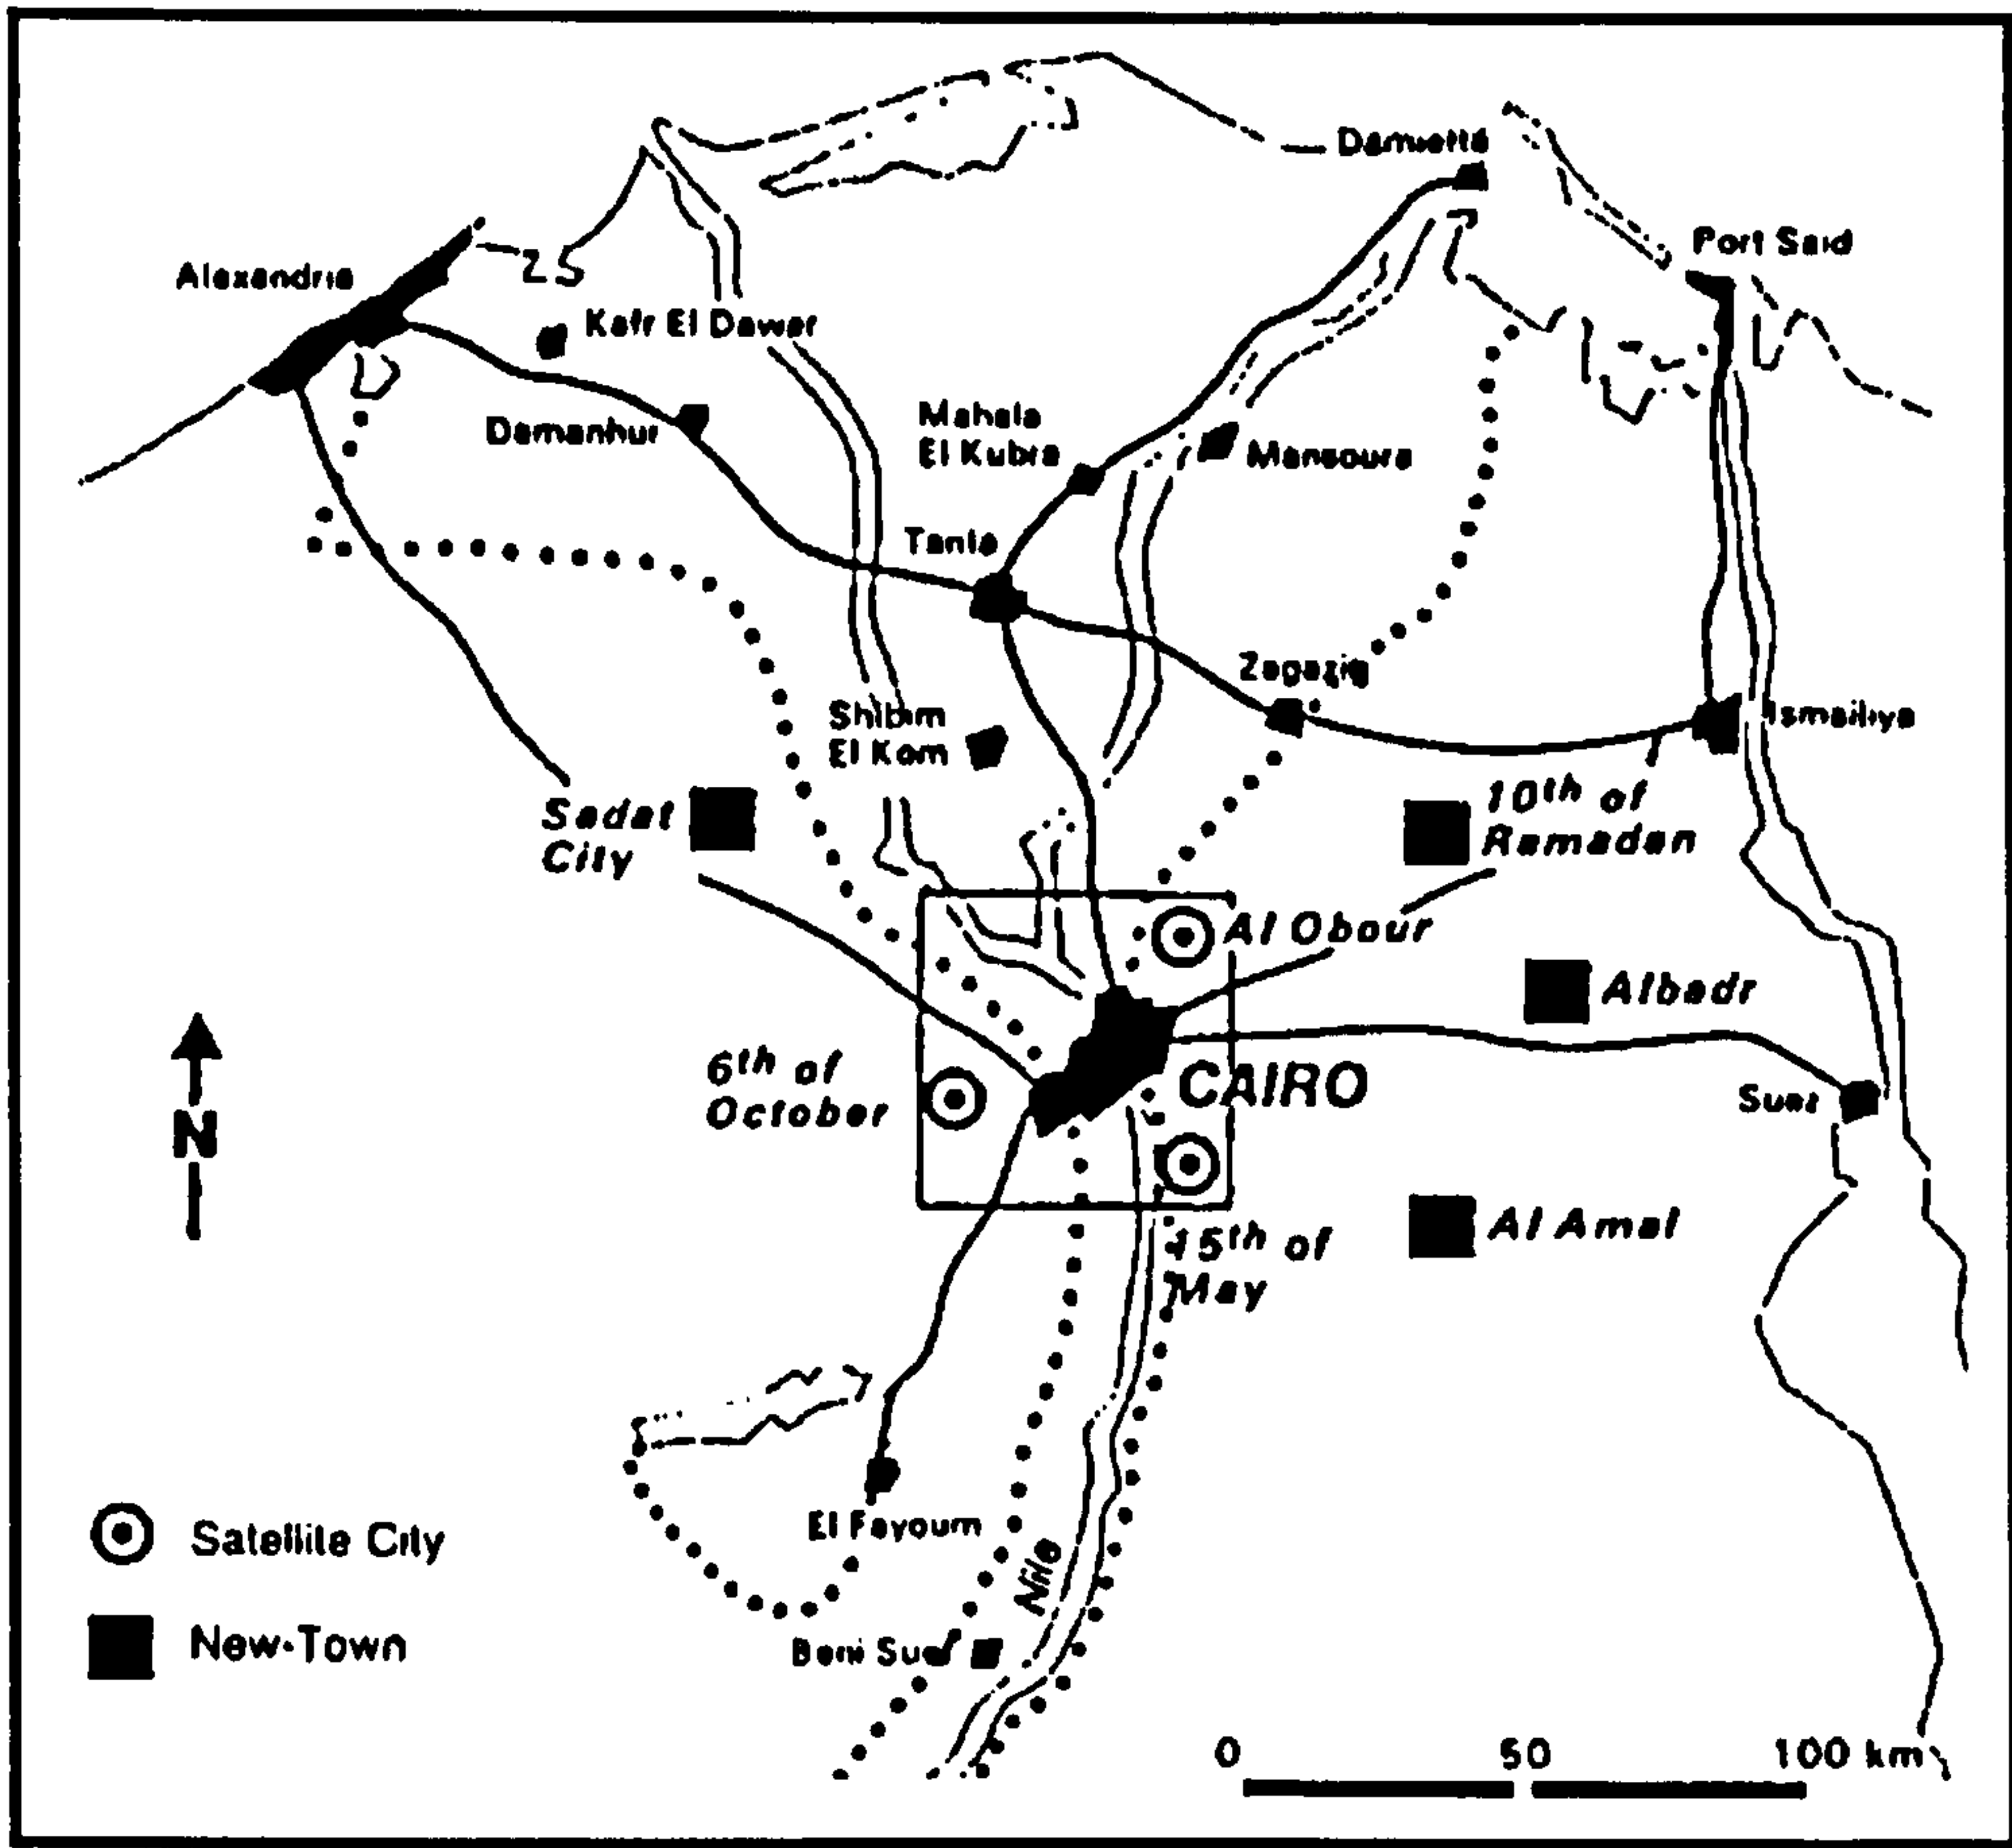 Damietta
Port Said
Alexandria
Kafr El Dawar
Damanhur
Mahala
El Kubra
Mansoura
Tanta
Zagazig
Shibim
El Kom
Ismailiya
Sadat
City
10th of
Ramadan
Al Obour
Albadr
6th of
October
CAIRO
Suez
N
Al Amal
15th of
May
El Fayoum
Nile
Satellite City
New-Town
Beni Suef
0 50 100 km